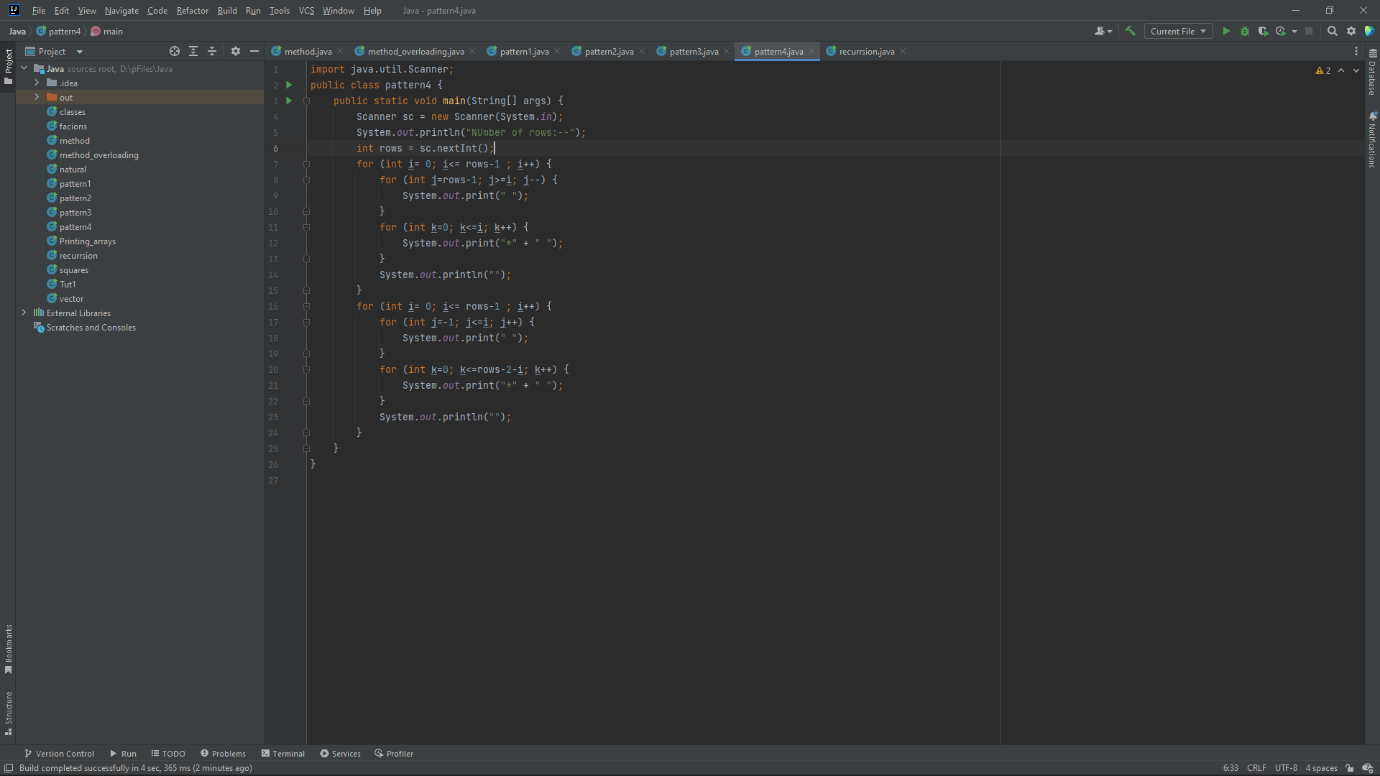 File Edit View Navigate Code Refactor Build Run Tools VCS Window Help Java - pattern4.java
Java pattern4 main
Current File
Project
method.java method_overloading.java pattern1.java pattern2.java pattern3.java pattern4.java recurrsion.java
Project
Java sources root, D:\pFiles\Java
.idea
out
classes
facions
method
method_overloading
natural
pattern1
pattern2
pattern3
pattern4
Printing_arrays
recurrsion
squares
Tut1
vector
External Libraries
Scratches and Consoles
1 import java.util.Scanner;
2 public class pattern4 {
3 public static void main(String[] args) {
4 Scanner sc = new Scanner(System.in);
5 System.out.println("NUmber of rows:--");
6 int rows = sc.nextInt();
7 for (int i= 0; i<= rows-1 ; i++) {
8 for (int j=rows-1; j>=i; j--) {
9 System.out.print(" ");
10 }
11 for (int k=0; k<=i; k++) {
12 System.out.print("*" + " ");
13 }
14 System.out.println("");
15 }
16 for (int i= 0; i<= rows-1 ; i++) {
17 for (int j=-1; j<=i; j++) {
18 System.out.print(" ");
19 }
20 for (int k=0; k<=rows-2-i; k++) {
21 System.out.print("*" + " ");
22 }
23 System.out.println("");
24 }
25 }
26 }
27
2
Database
Notifications
Bookmarks
Structure
Version Control Run TODO Problems Terminal Services Profiler
Build completed successfully in 4 sec, 365 ms (2 minutes ago) 6:33 CRLF UTF-8 4 spaces